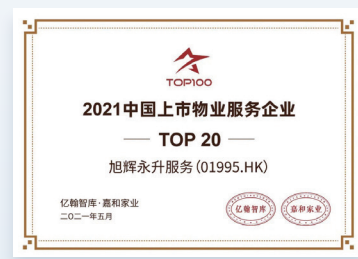 TOP100
2021中国上市物业服务企业
TOP 20
旭辉永升服务(01995.HK)
亿翰智库·嘉和家业
二〇二一年五月
亿翰智库
嘉和家业